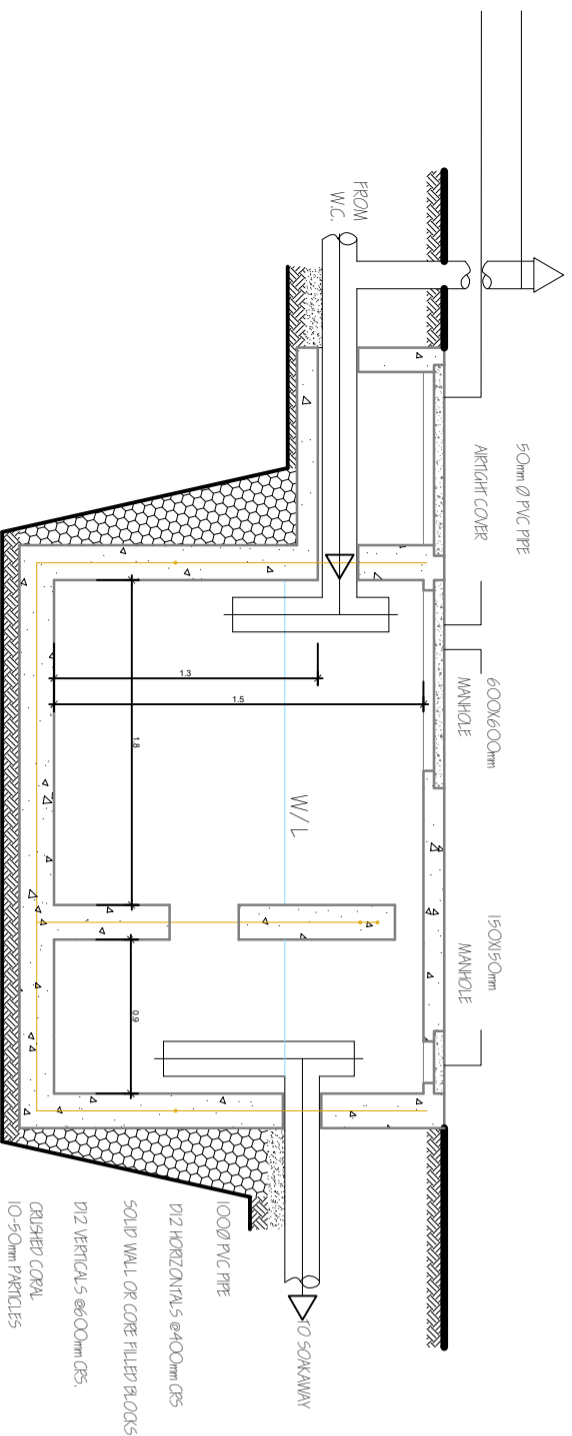 50mm Ø PVC PIPE
AIRTIGHT COVER
600X600mm
MANHOLE
150X150mm
MANHOLE
FROM
W.C.
W/L
1.3
1.5
1.8
0.9
TO SOAKAWAY
100Ø PVC PIPE
D12 HORIZONTALS @400mm CRS
SOLID WALL OR CORE FILLED BLOCKS
D12 VERTICALS @600mm CRS.
CRUSHED CORAL
10-50mm PARTICLES